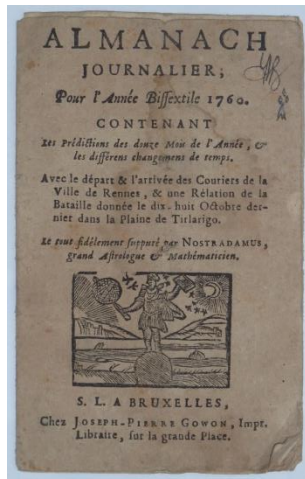 ALMANACH
JOURNALIER;
Pour l'Année Bissextile 1760.
CONTENANT
Les Prédictions des douze Mois de l'Année, &
les différens changemens de temps.
Avec le départ & l'arrivée des Couriers de la
Ville de Rennes, & une Rélation de la
Bataille donnée le dix-huit Octobre der-
nier dans la Plaine de Tirlarigo.
Le tout fidélement supputé par NOSTRADAMUS,
grand Astrologue & Mathématicien.
S. L. A BRUXELLES,
Chez JOSEPH-PIERRE GOWON, Impr.
Libraire, sur la grande Place.